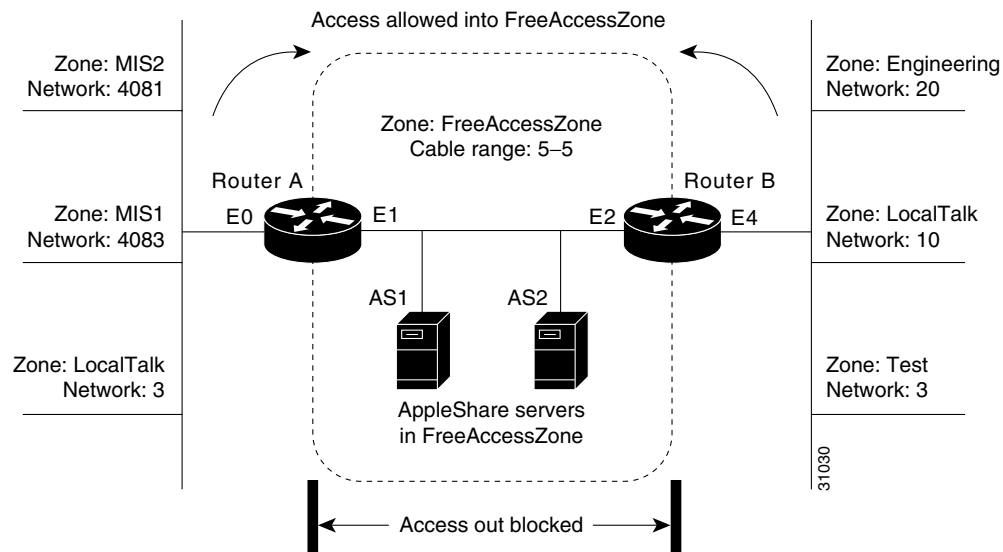 Access allowed into FreeAccessZone
Zone: MIS2
Network: 4081
Zone: Engineering
Network: 20
Zone: FreeAccessZone
Cable range: 5–5
Router A
Router B
Zone: MIS1
Network: 4083
E0
E1
E2
E4
Zone: LocalTalk
Network: 10
AS1
AS2
Zone: LocalTalk
Network: 3
Zone: Test
Network: 3
AppleShare servers
in FreeAccessZone
31030
Access out blocked